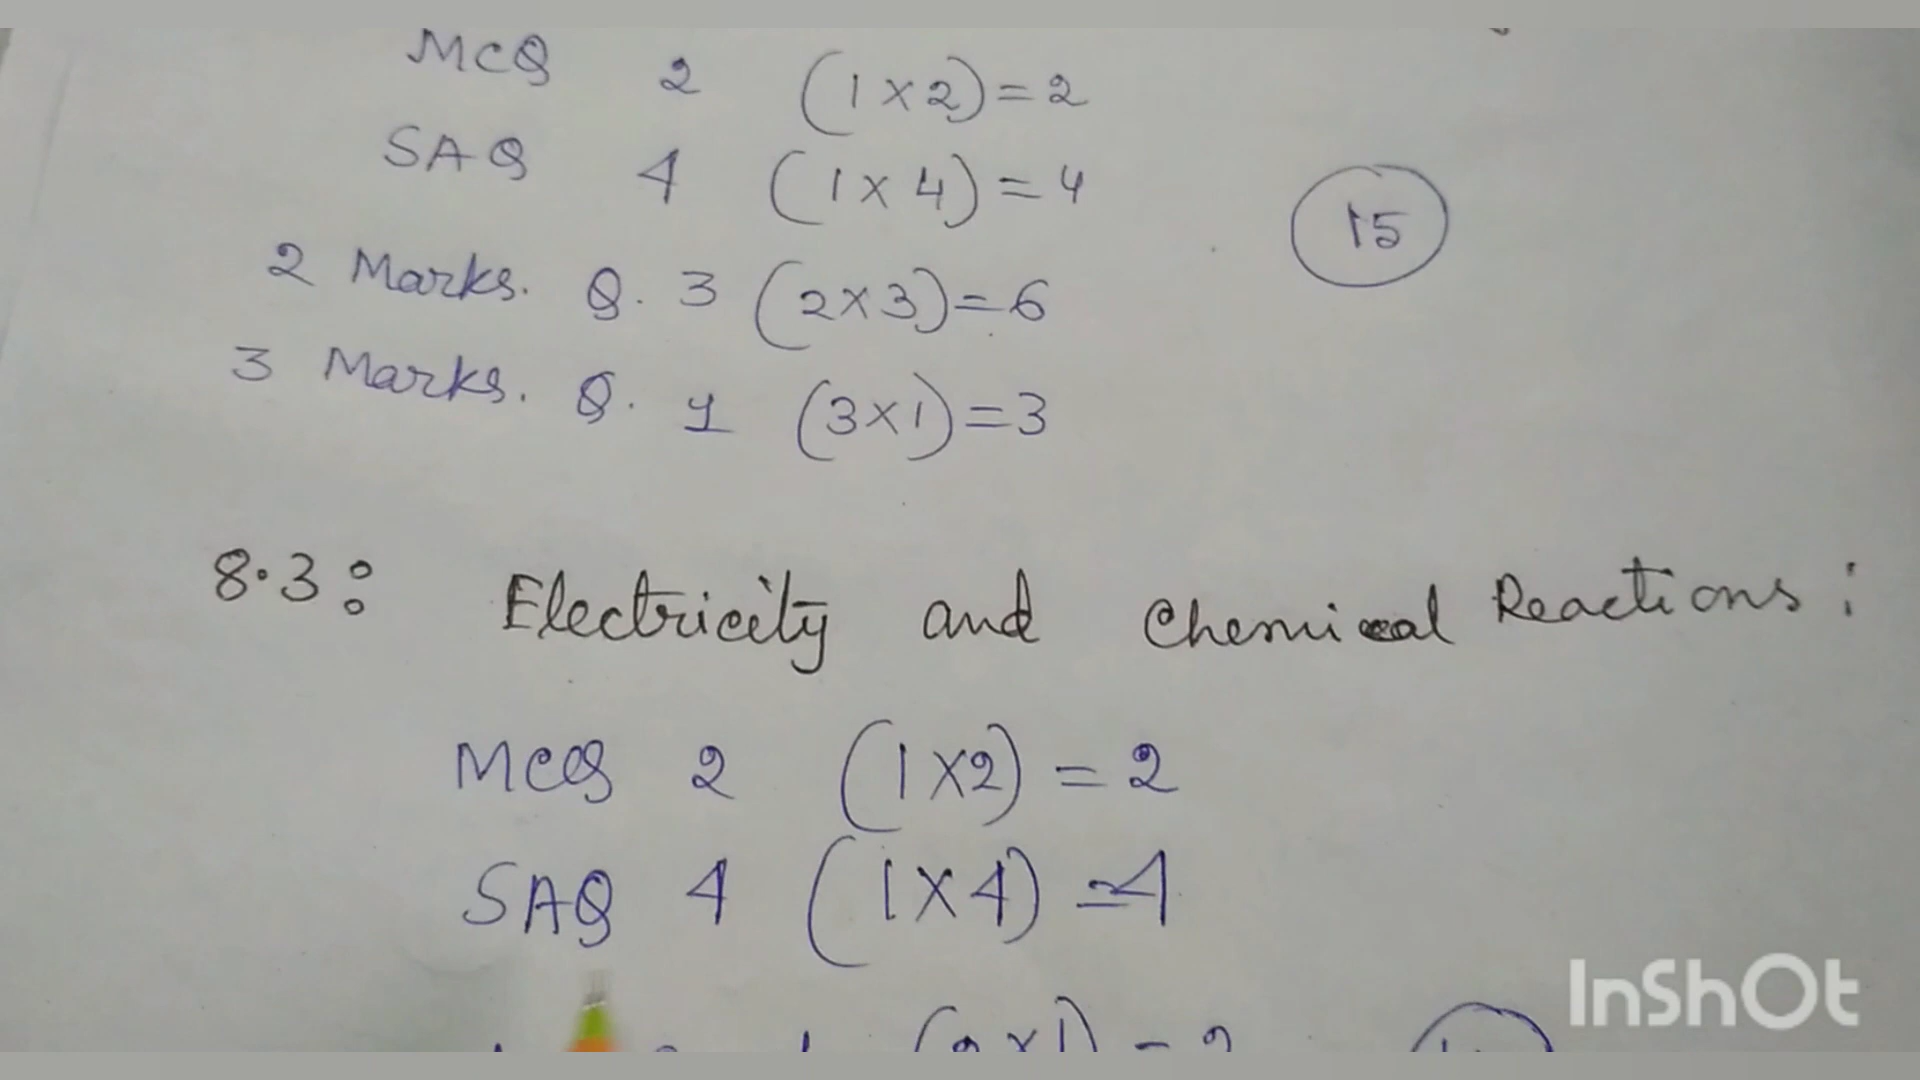 MCQ 2 (1×2)=2
SAQ 4 (1×4)=4
15
2 Marks. Q. 3 (2×3)=6
3 Marks. Q. 1 (3×1)=3
8.3: Electricity and Chemical Reactions:
MCQ 2 (1×2)=2
SAQ 4 (1×4)=4
InShOt